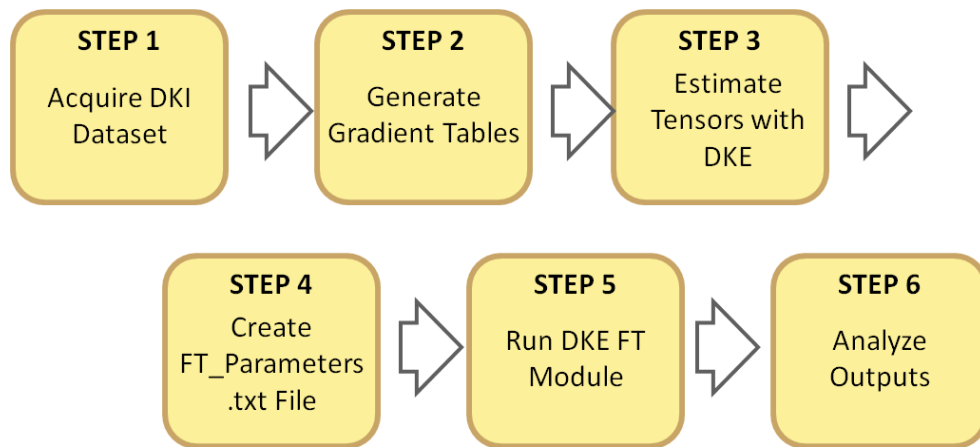 STEP 1
Acquire DKI
Dataset
STEP 2
Generate
Gradient Tables
STEP 3
Estimate
Tensors with
DKE
STEP 4
Create
FT_Parameters
.txt File
STEP 5
Run DKE FT
Module
STEP 6
Analyze
Outputs